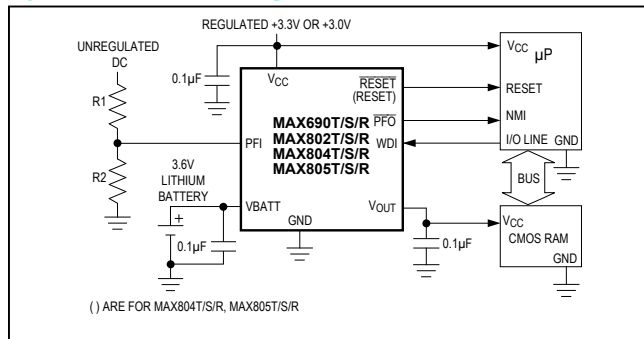 REGULATED +3.3V OR +3.0V
UNREGULATED
DC
R1
R2
0.1µF
VCC
RESET
(RESET)
MAX690T/S/R
MAX802T/S/R
MAX804T/S/R
MAX805T/S/R
PFO
PFI
WDI
3.6V
LITHIUM
BATTERY
VBATT
+
0.1µF
GND
VOUT
0.1µF
VCC
µP
RESET
NMI
I/O LINE
GND
BUS
VCC
CMOS RAM
GND
( ) ARE FOR MAX804T/S/R, MAX805T/S/R